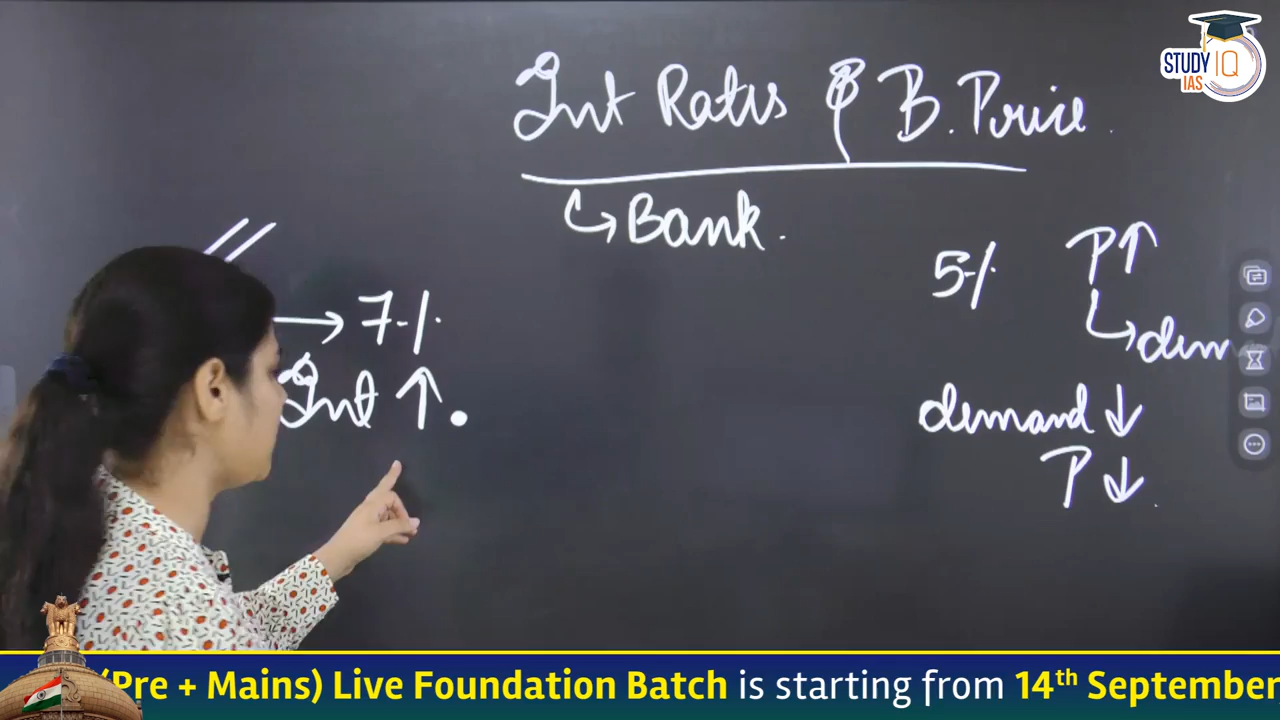 STUDY IQ
IAS
Int Rates & B. Price.
↳ Bank.
→ 7%.
Int ↑.
5%
P↑
↳ dem
demand ↓
P ↓.
(Pre + Mains) Live Foundation Batch is starting from 14th September